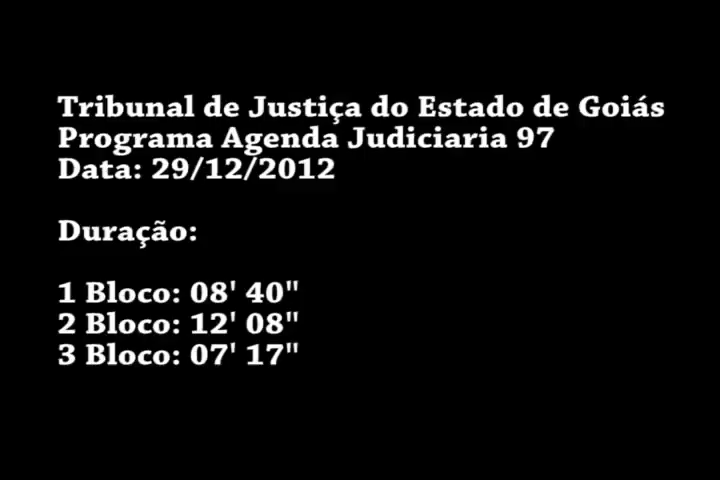 Tribunal de Justiça do Estado de Goiás
Programa Agenda Judiciaria 97
Data: 29/12/2012
Duração:
1 Bloco: 08' 40"
2 Bloco: 12' 08"
3 Bloco: 07' 17"